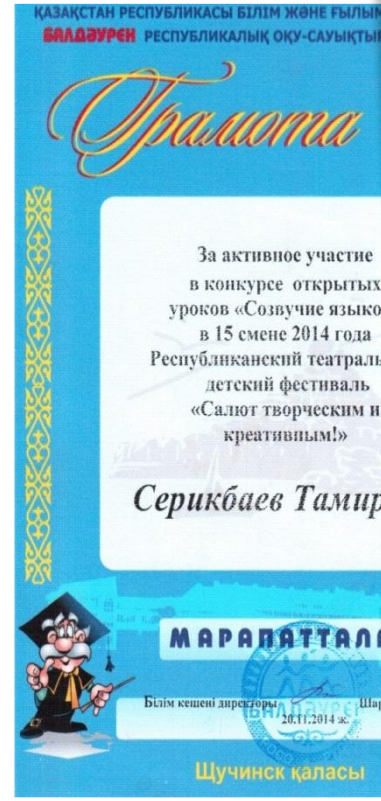 ҚАЗАҚСТАН РЕСПУБЛИКАСЫ БІЛІМ ЖӘНЕ ҒЫЛЫМ
БАЛДӘУРЕН РЕСПУБЛИКАЛЫҚ ОҚУ-САУЫҚТЫ
Грамота
За активное участие
в конкурсе открытых
уроков «Созвучие языко
в 15 смене 2014 года
Республиканский театраль
детский фестиваль
«Салют творческим и
креативным!»
Серикбаев Тамир
МАРАПАТТАЛ
Білім кешені директоры Шар
БАЛДӘУРЕН
20.11.2014 ж.
Щучинск қаласы